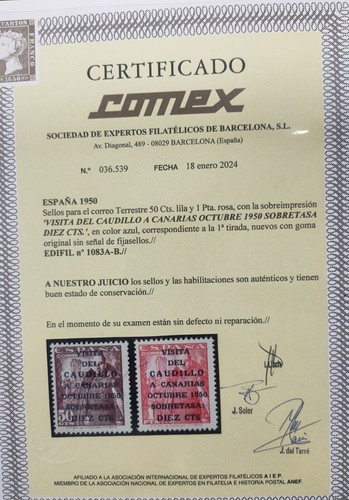 CUARTOS
FRANCO
CERTIFICADO
comex
SOCIEDAD DE EXPERTOS FILATÉLICOS DE BARCELONA, S.L.
Av. Diagonal, 489 - 08029 BARCELONA (España)
N.º 036.539 FECHA 18 enero 2024
ESPAÑA 1950
Sellos para el correo Terrestre 50 Cts. lila y 1 Pta. rosa, con la sobreimpresión
'VISITA DEL CAUDILLO A CANARIAS OCTUBRE 1950 SOBRETASA
DIEZ CTS.', en color azul, correspondiente a la 1ª tirada, nuevos con goma
original sin señal de fijasellos.//
EDIFIL nº 1083A-B.//
A NUESTRO JUICIO los sellos y las habilitaciones son auténticos y tienen
buen estado de conservación.//
En el momento de su examen están sin defecto ni reparación.//
VISITA
DEL
CAUDILLO
A CANARIAS
OCTUBRE 1950
SOBRETASA
DIEZ CTS
VISITA
DEL
CAUDILLO
A CANARIAS
OCTUBRE 1950
SOBRETASA
DIEZ CTS
J. Soler
J. dal Tarré
AFILIADO A LA ASOCIACION INTERNACIONAL DE EXPERTOS FILATÉLICOS A I E P.
MIEMBRO DE LA ASOCIACIÓN NACIONAL DE EXPERTOS EN FILATELIA E HISTORIA POSTAL ANEF.